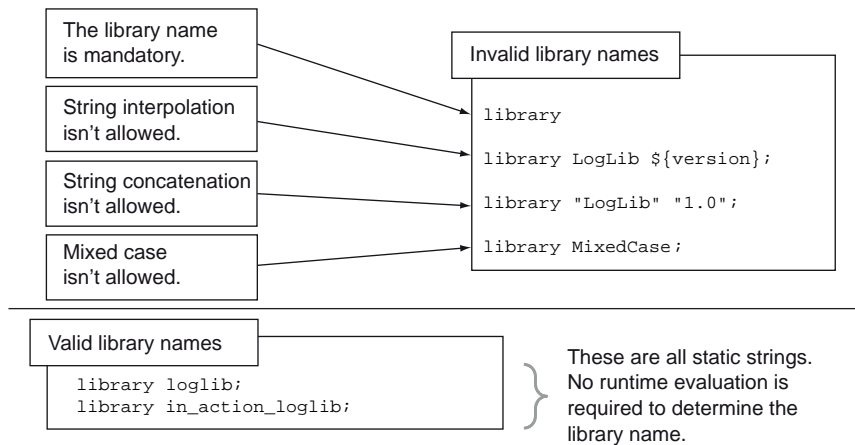 The library name
is mandatory.
String interpolation
isn't allowed.
String concatenation
isn't allowed.
Mixed case
isn't allowed.
Invalid library names
library
library LogLib ${version};
library "LogLib" "1.0";
library MixedCase;
Valid library names
library loglib;
library in_action_loglib;
These are all static strings.
No runtime evaluation is
required to determine the
library name.